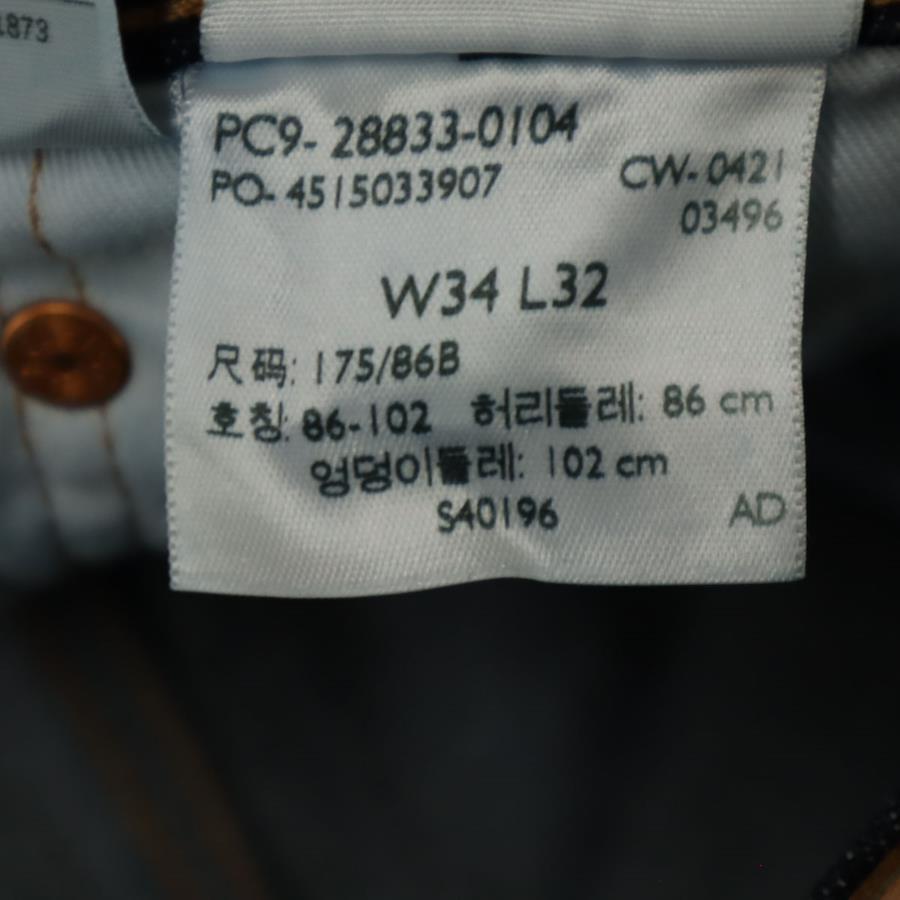 1873
PC9- 28833-0104
PO- 4515033907
CW- 0421
03496
W34 L32
尺码: 175/86B
호칭: 86-102 허리둘레: 86 cm
엉덩이둘레: 102 cm
S40196
AD